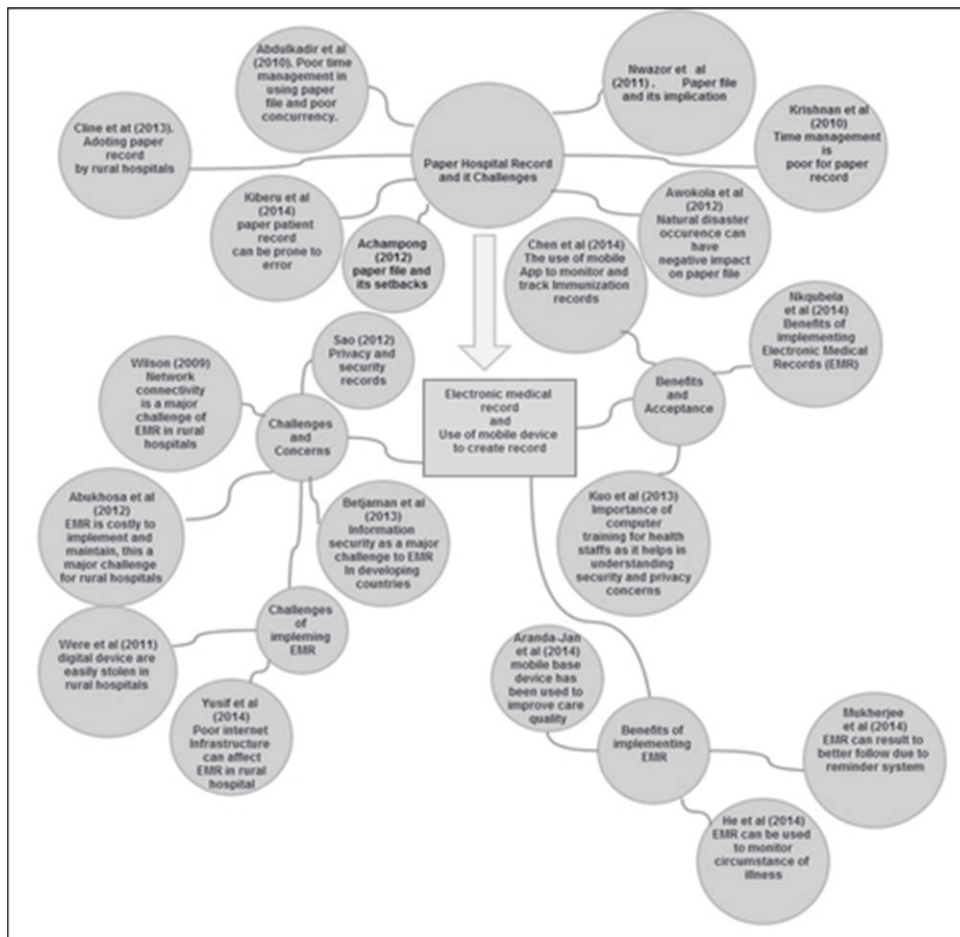 Abdulkadir et al
(2010). Poor time
management in
using paper
file and poor
concurrency.
Nwazor et al
(2011) . Paper file
and its implication
Cline et at (2013).
Adoting paper
record
by rural hospitals
Paper Hospital Record
and it Challenges
Krishnan et al
(2010)
Time management
is
poor for paper
record
Kiberu et al
(2014)
paper patient
record
can be prone to
error
Achampong
(2012)
paper file and
its setbacks
Awokola et al
(2012)
Natural disaster
occurence can
have
negative impact
on paper file
Chen et al (2014)
The use of mobile
App to monitor and
track Immunization
records
Nkqubela
et al (2014)
Benefits of
implementing
Electronic Medical
Records (EMR)
Sao (2012)
Privacy and
security
records
Wilson (2009)
Network
connectivity
is a major
challenge of
EMR in rural
hospitals
Challenges
and
Concerns
Electronic medical
record
and
Use of mobile device
to create record
Benefits
and
Acceptance
Abukhosa et al
(2012)
EMR is costly to
implement and
maintain, this a
major challenge
for rural hospitals
Betjaman et al
(2013)
Information
security as a major
challenge to EMR
In developing
countries
Kuo et al (2013)
Importance of
computer
training for health
staffs as it helps in
understanding
security and privacy
concerns
Challenges
of
impleming
EMR
Were et al (2011)
digital device are
easily stolen in
rural hospitals
Yusif et al
(2014)
Poor internet
Infrastructure
can affect
EMR in rural
hospital
Aranda-Jan
et al (2014)
mobile base
device has
been used to
improve care
quality
Benefits of
implementing
EMR
Mukherjee
et al (2014)
EMR can result to
better follow due to
reminder system
He et al (2014)
EMR can be used
to monitor
circumstance of
illness